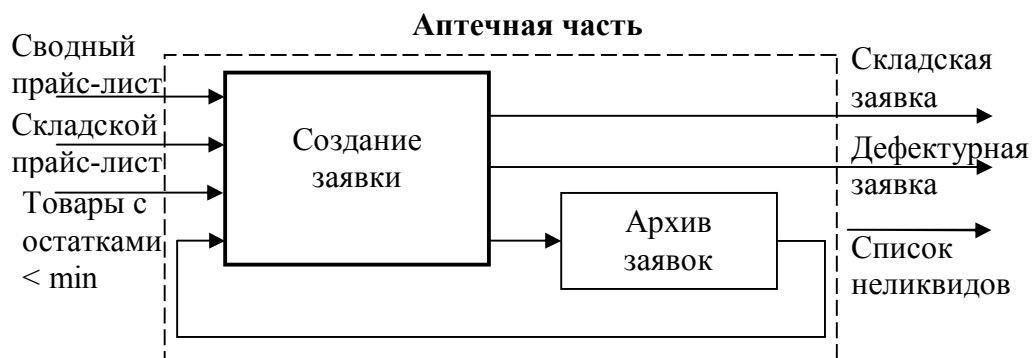 Аптечная часть
Сводный
прайс-лист
Складской
прайс-лист
Товары с
остатками
< min
Создание
заявки
Архив
заявок
Складская
заявка
Дефектурная
заявка
Список
неликвидов